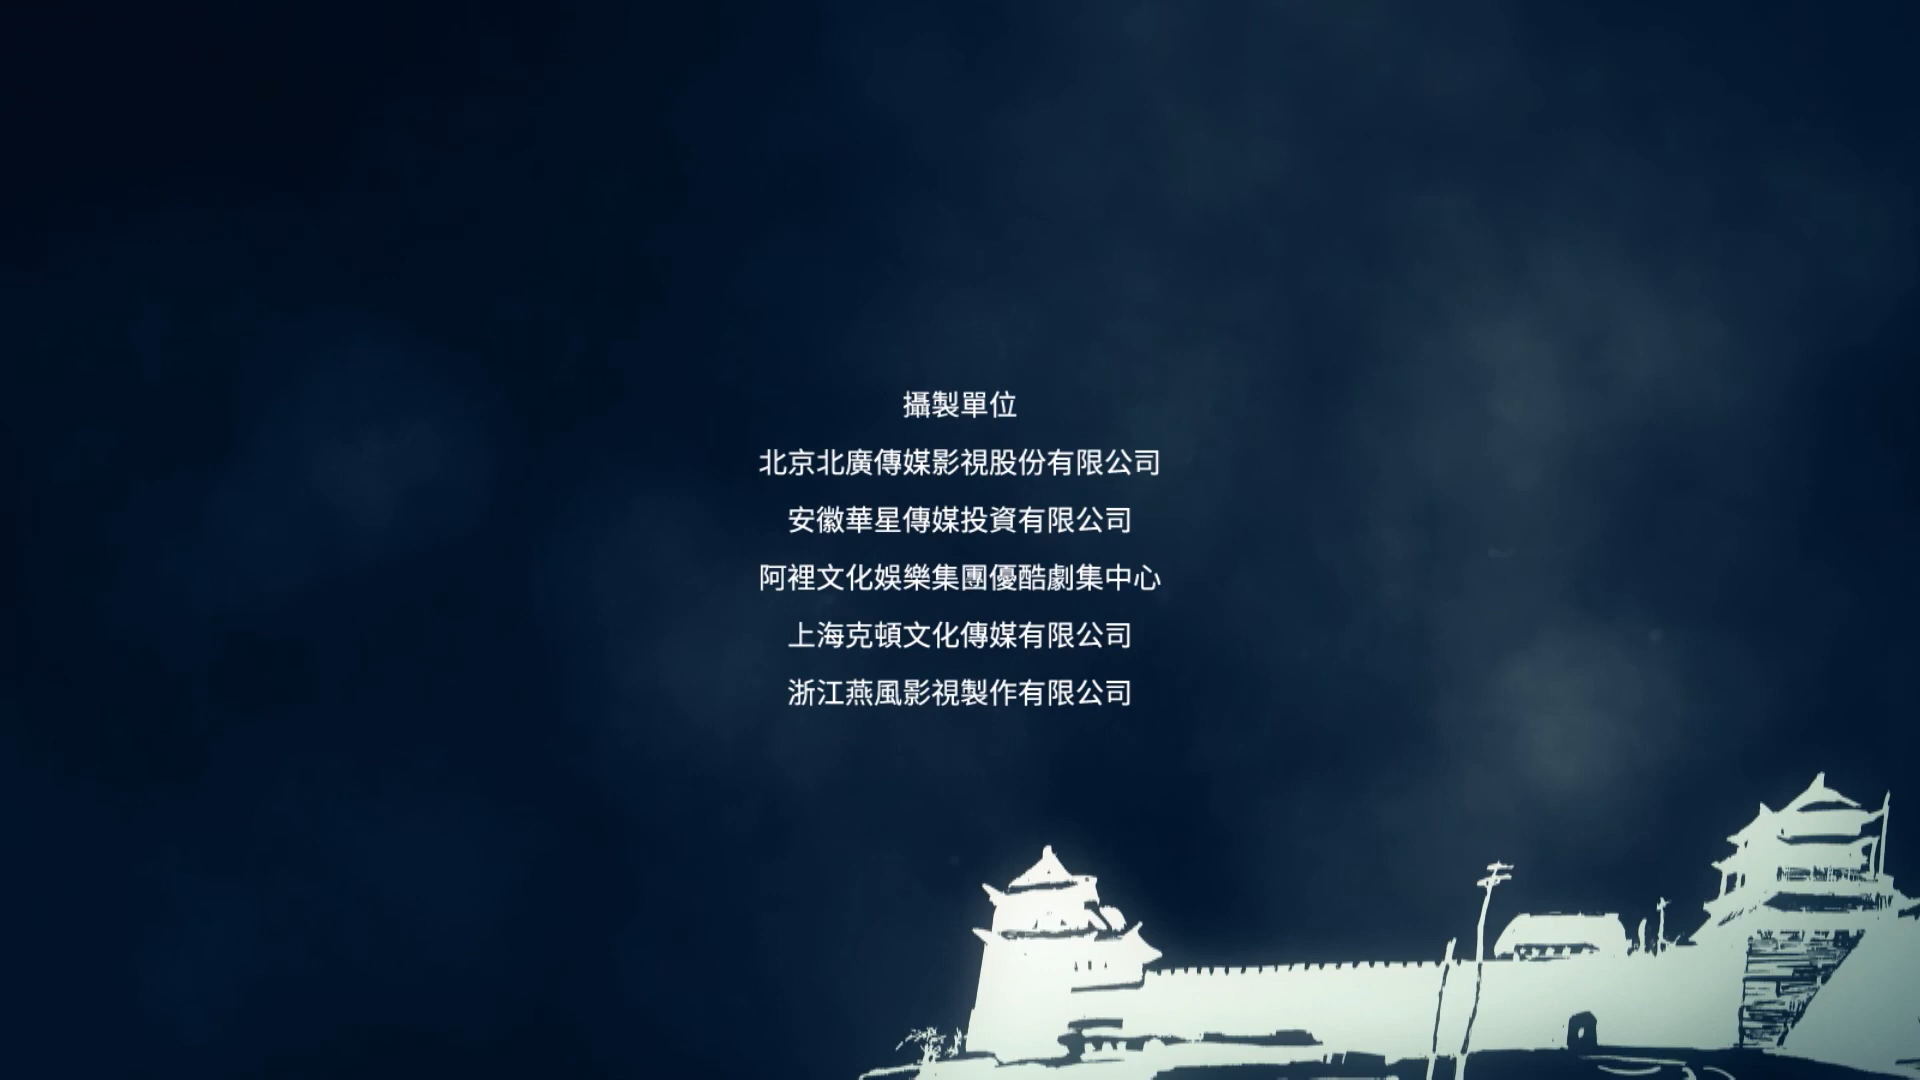 攝製單位
北京北廣傳媒影視股份有限公司
安徽華星傳媒投資有限公司
阿裡文化娛樂集團優酷劇集中心
上海克頓文化傳媒有限公司
浙江燕風影視製作有限公司